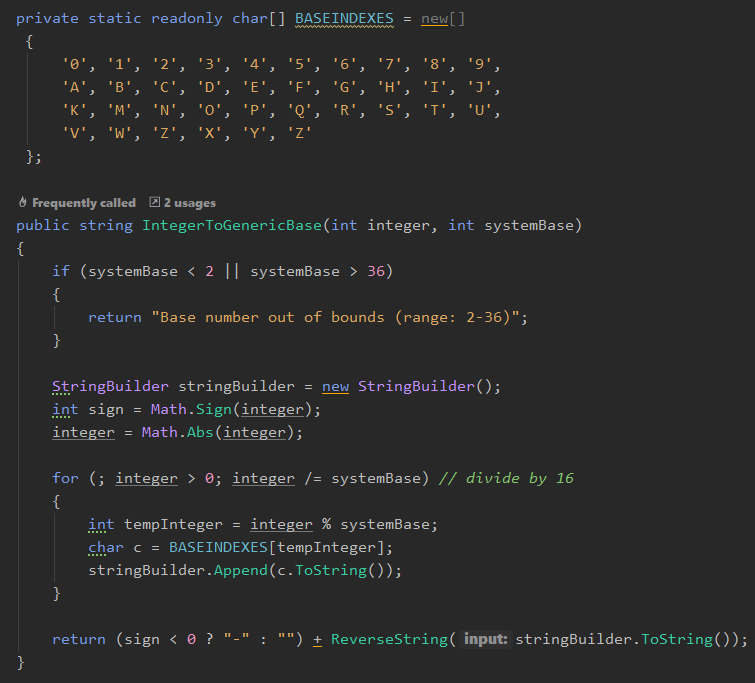 private static readonly char[] BASEINDEXES = new[]
{
    '0', '1', '2', '3', '4', '5', '6', '7', '8', '9',
    'A', 'B', 'C', 'D', 'E', 'F', 'G', 'H', 'I', 'J',
    'K', 'M', 'N', 'O', 'P', 'Q', 'R', 'S', 'T', 'U',
    'V', 'W', 'Z', 'X', 'Y', 'Z'
};
Frequently called 2 usages
public string IntegerToGenericBase(int integer, int systemBase)
{
    if (systemBase < 2 || systemBase > 36)
    {
        return "Base number out of bounds (range: 2-36)";
    }
    StringBuilder stringBuilder = new StringBuilder();
    int sign = Math.Sign(integer);
    integer = Math.Abs(integer);
    for (; integer > 0; integer /= systemBase) // divide by 16
    {
        int tempInteger = integer % systemBase;
        char c = BASEINDEXES[tempInteger];
        stringBuilder.Append(c.ToString());
    }
    return (sign < 0 ? "-" : "") + ReverseString( input: stringBuilder.ToString());
}